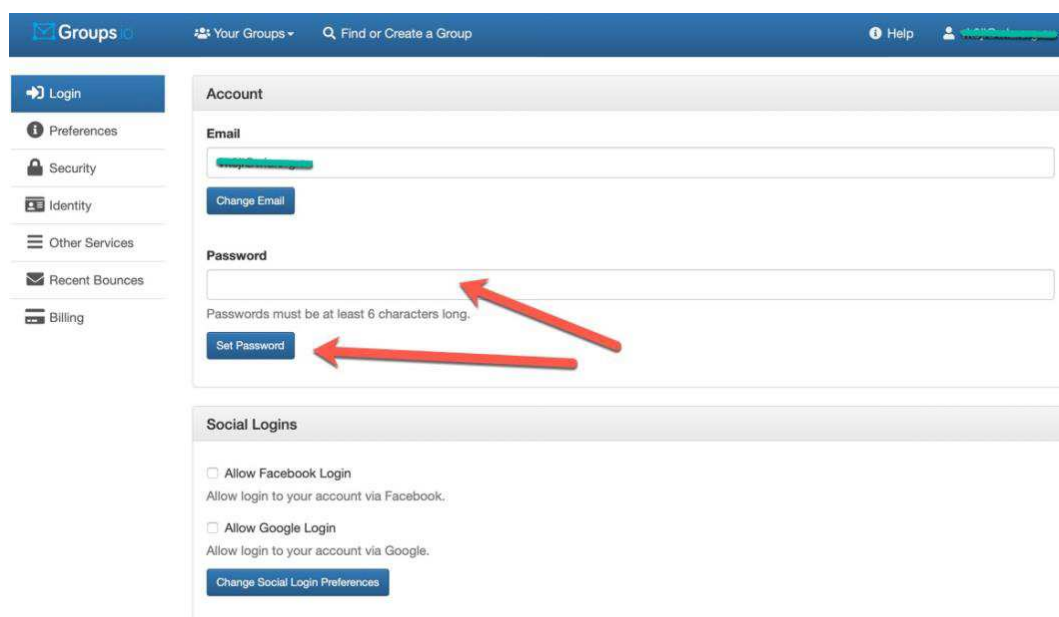 Groups.io
Your Groups
Find or Create a Group
Help
Login
Preferences
Security
Identity
Other Services
Recent Bounces
Billing
Account
Email
Change Email
Password
Passwords must be at least 6 characters long.
Set Password
Social Logins
Allow Facebook Login
Allow login to your account via Facebook.
Allow Google Login
Allow login to your account via Google.
Change Social Login Preferences